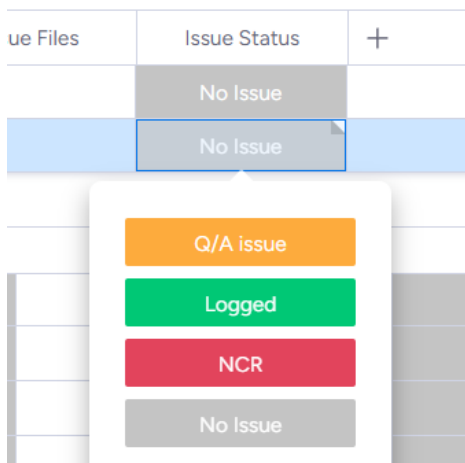 ue Files
Issue Status
No Issue
No Issue
Q/A issue
Logged
NCR
No Issue